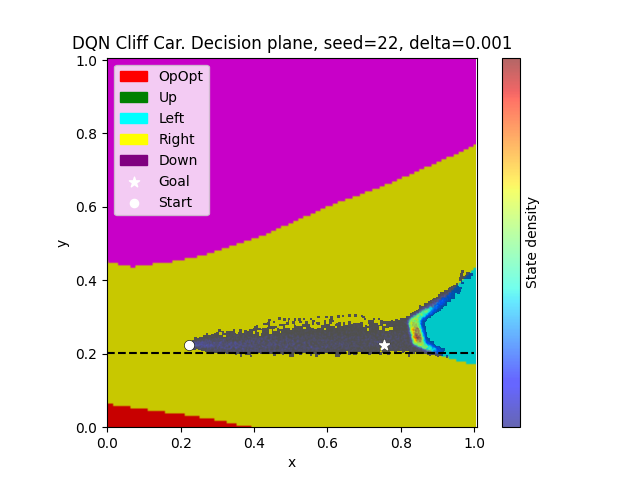 DQN Cliff Car. Decision plane, seed=22, delta=0.001
1.0
0.8
0.6
0.4
0.2
0.0
y
OpOpt
Up
Left
Right
Down
Goal
Start
0.0 0.2 0.4 0.6 0.8 1.0
x
State density